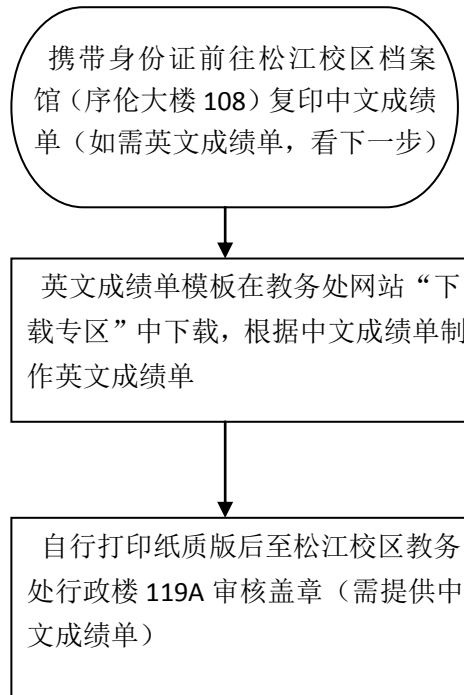 携带身份证前往松江校区档案
馆（序伦大楼 108）复印中文成绩
单（如需英文成绩单，看下一步）
英文成绩单模板在教务处网站“下
载专区”中下载，根据中文成绩单制
作英文成绩单
自行打印纸质版后至松江校区教务
处行政楼 119A 审核盖章（需提供中
文成绩单）